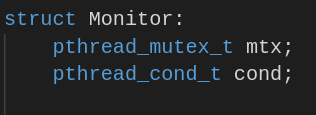 struct Monitor:
    pthread_mutex_t mtx;
    pthread_cond_t cond;